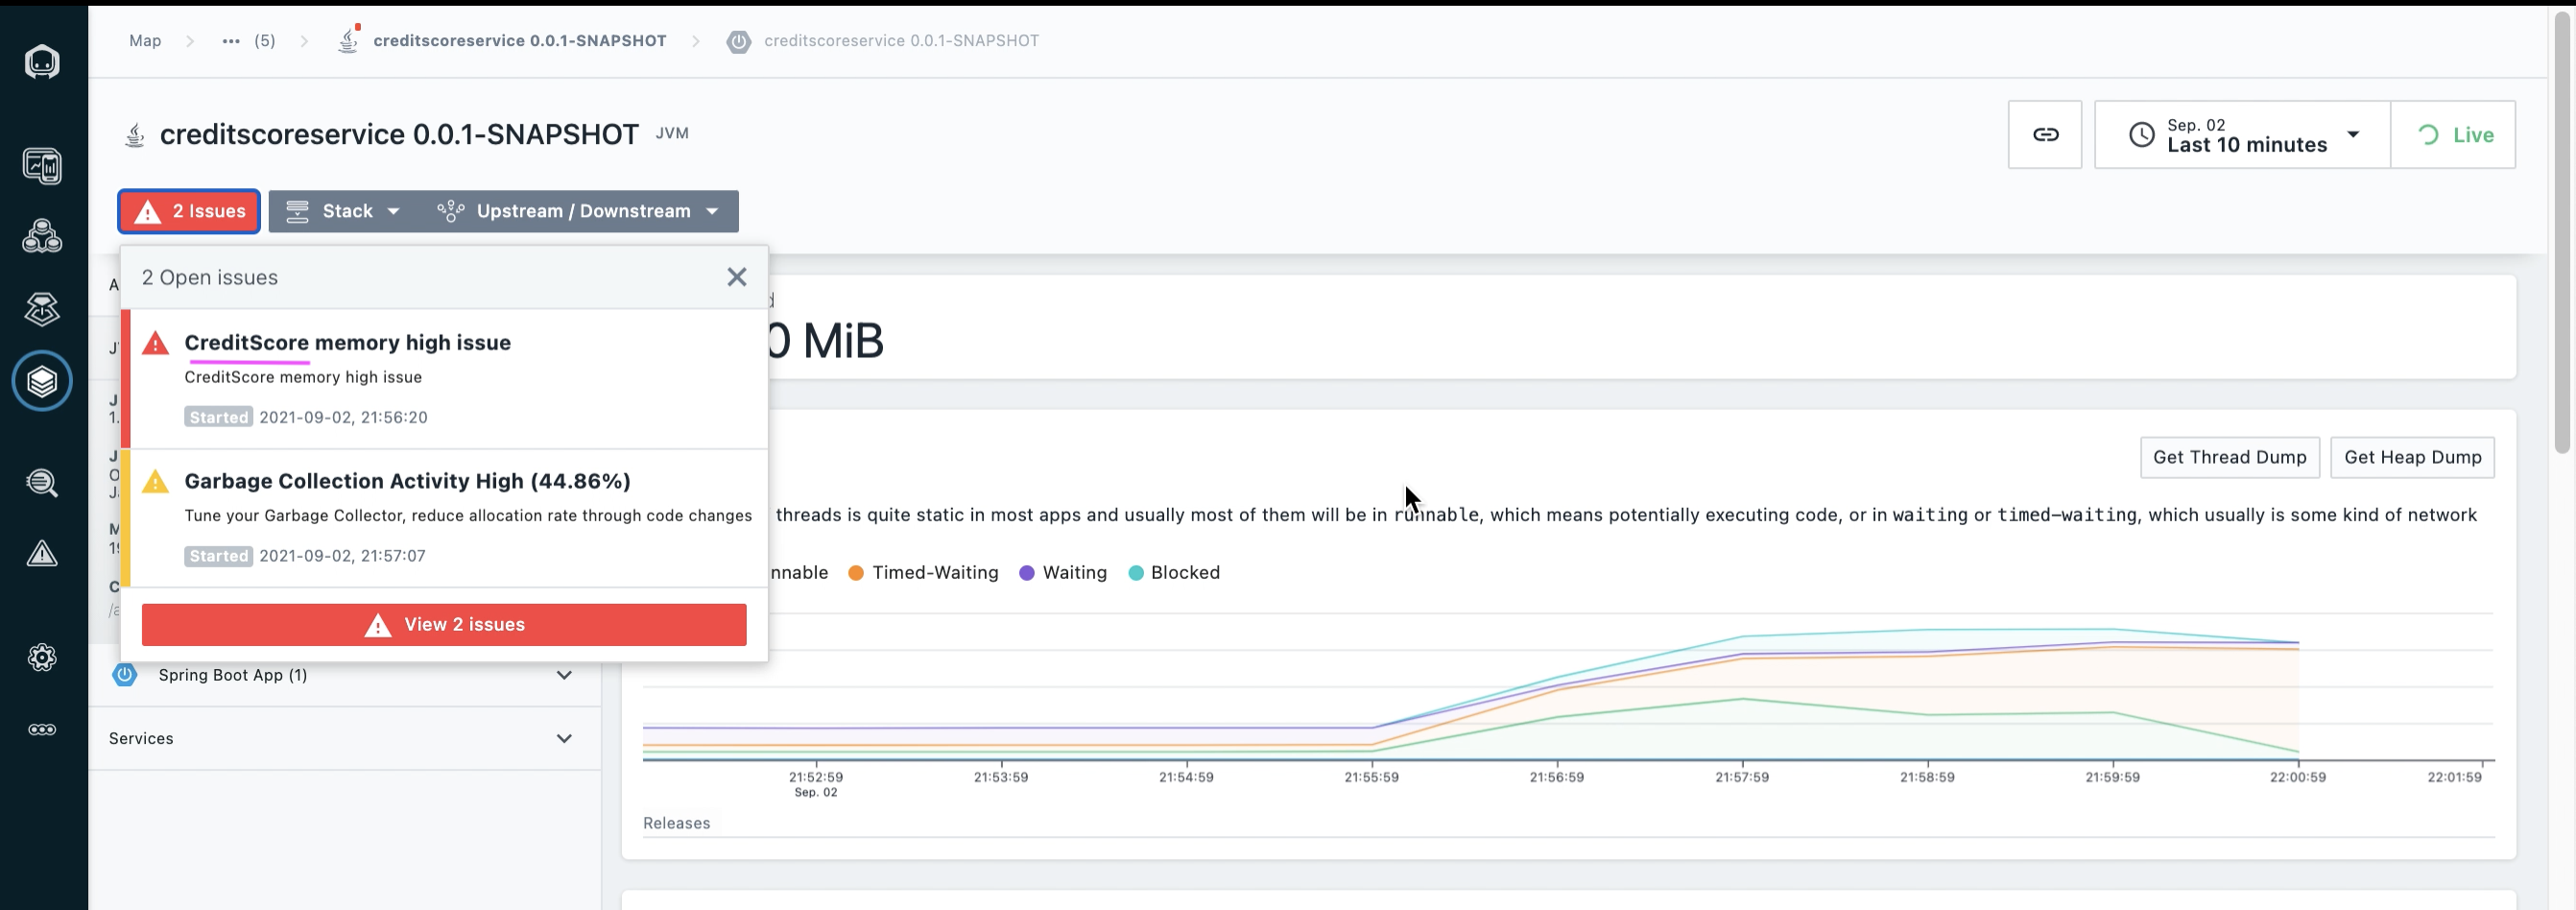 Map ••• (5) creditscoreservice 0.0.1-SNAPSHOT creditscoreservice 0.0.1-SNAPSHOT
creditscoreservice 0.0.1-SNAPSHOT JVM
Sep. 02
Last 10 minutes
Live
2 Issues Stack Upstream / Downstream
2 Open issues
CreditScore memory high issue
CreditScore memory high issue
Started 2021-09-02, 21:56:20
Garbage Collection Activity High (44.86%)
Tune your Garbage Collector, reduce allocation rate through code changes
Started 2021-09-02, 21:57:07
View 2 issues
Spring Boot App (1)
Services
0 MiB
Get Thread Dump Get Heap Dump
threads is quite static in most apps and usually most of them will be in runnable, which means potentially executing code, or in waiting or timed-waiting, which usually is some kind of network
nnable Timed-Waiting Waiting Blocked
21:52:59 21:53:59 21:54:59 21:55:59 21:56:59 21:57:59 21:58:59 21:59:59 22:00:59 22:01:59
Sep. 02
Releases